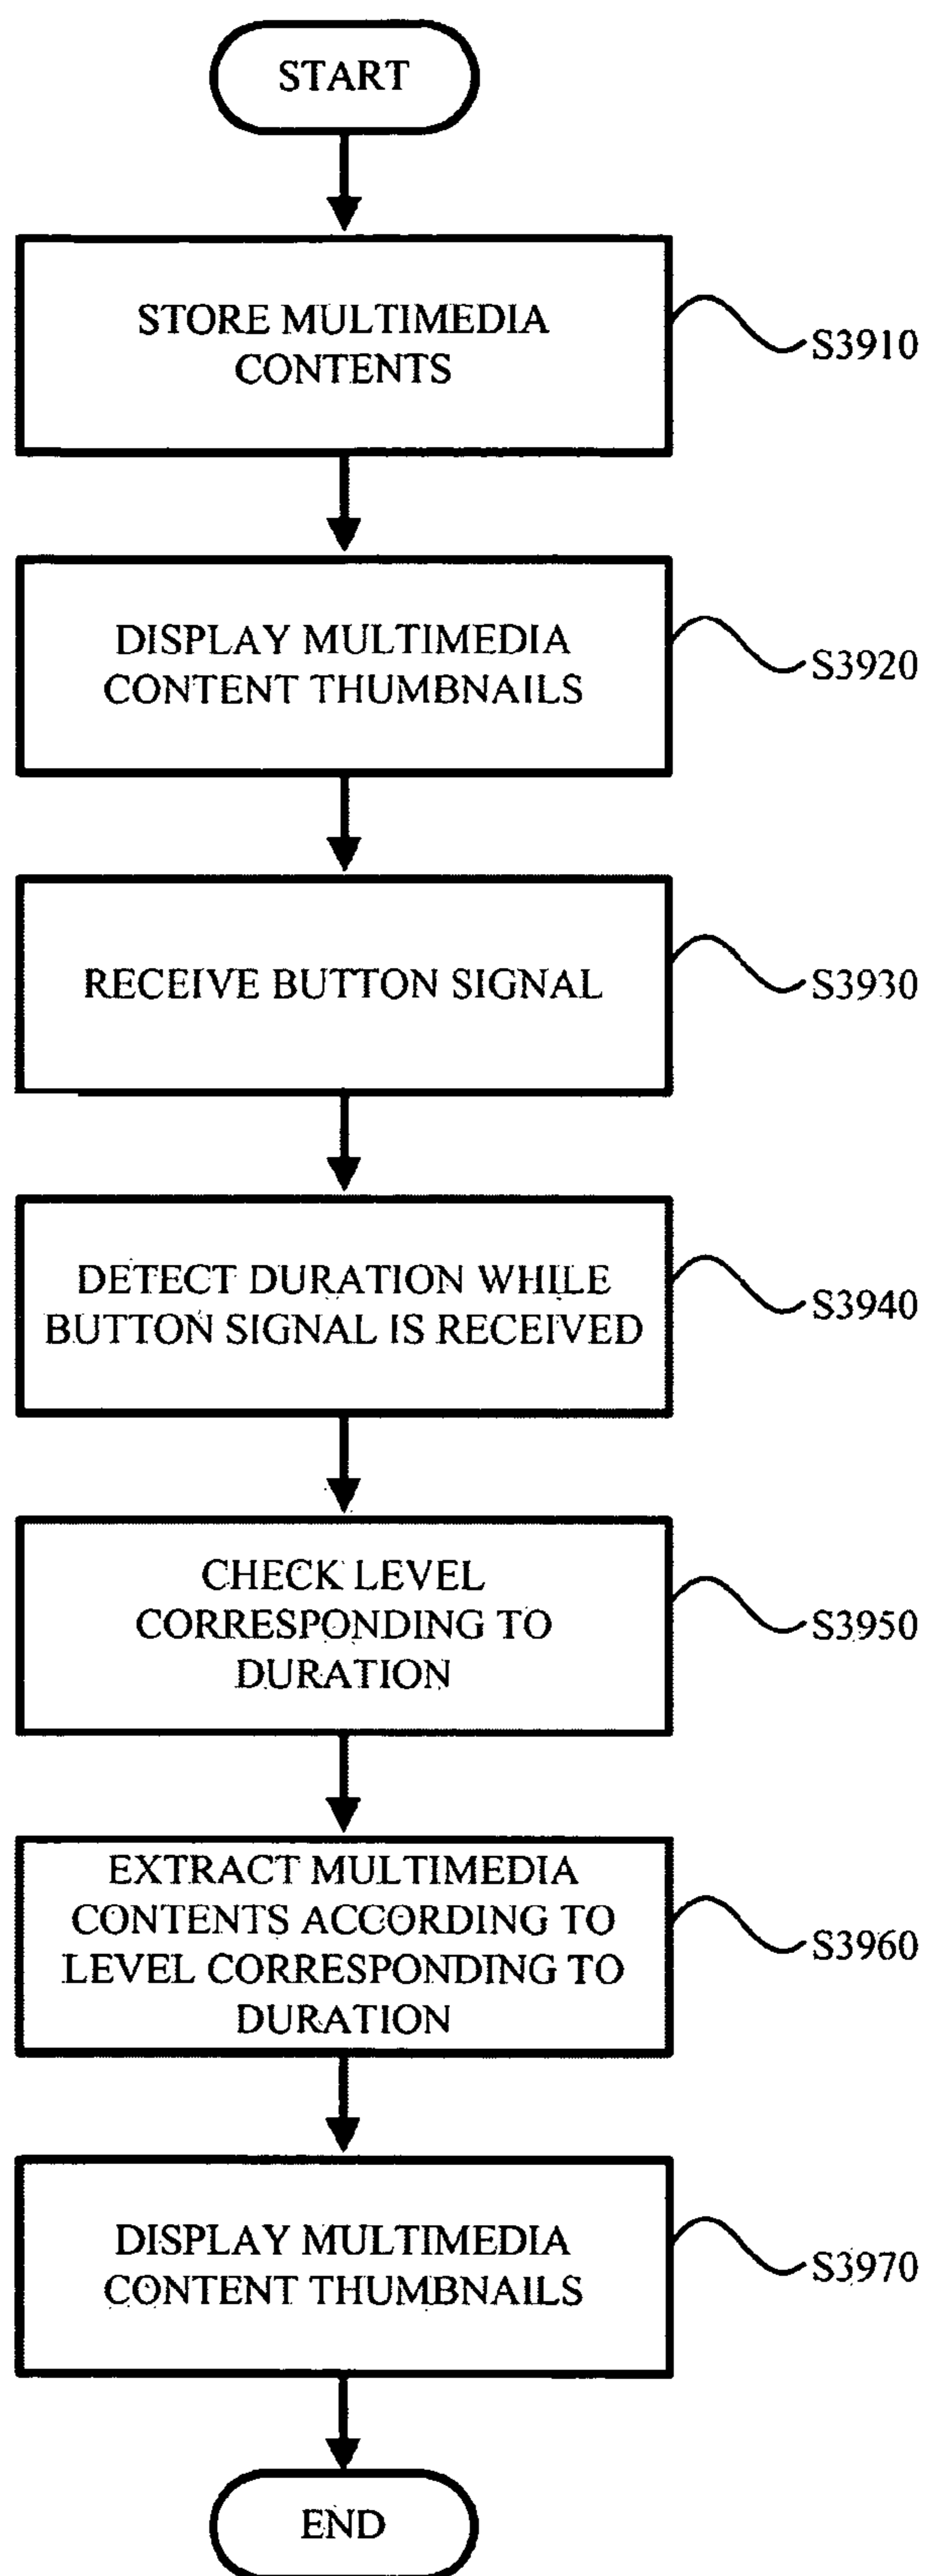 START
STORE MULTIMEDIA
CONTENTS
S3910
DISPLAY MULTIMEDIA
CONTENT THUMBNAILS
S3920
RECEIVE BUTTON SIGNAL
S3930
DETECT DURATION WHILE
BUTTON SIGNAL IS RECEIVED
S3940
CHECK LEVEL
CORRESPONDING TO
DURATION
S3950
EXTRACT MULTIMEDIA
CONTENTS ACCORDING TO
LEVEL CORRESPONDING TO
DURATION
S3960
DISPLAY MULTIMEDIA
CONTENT THUMBNAILS
S3970
END